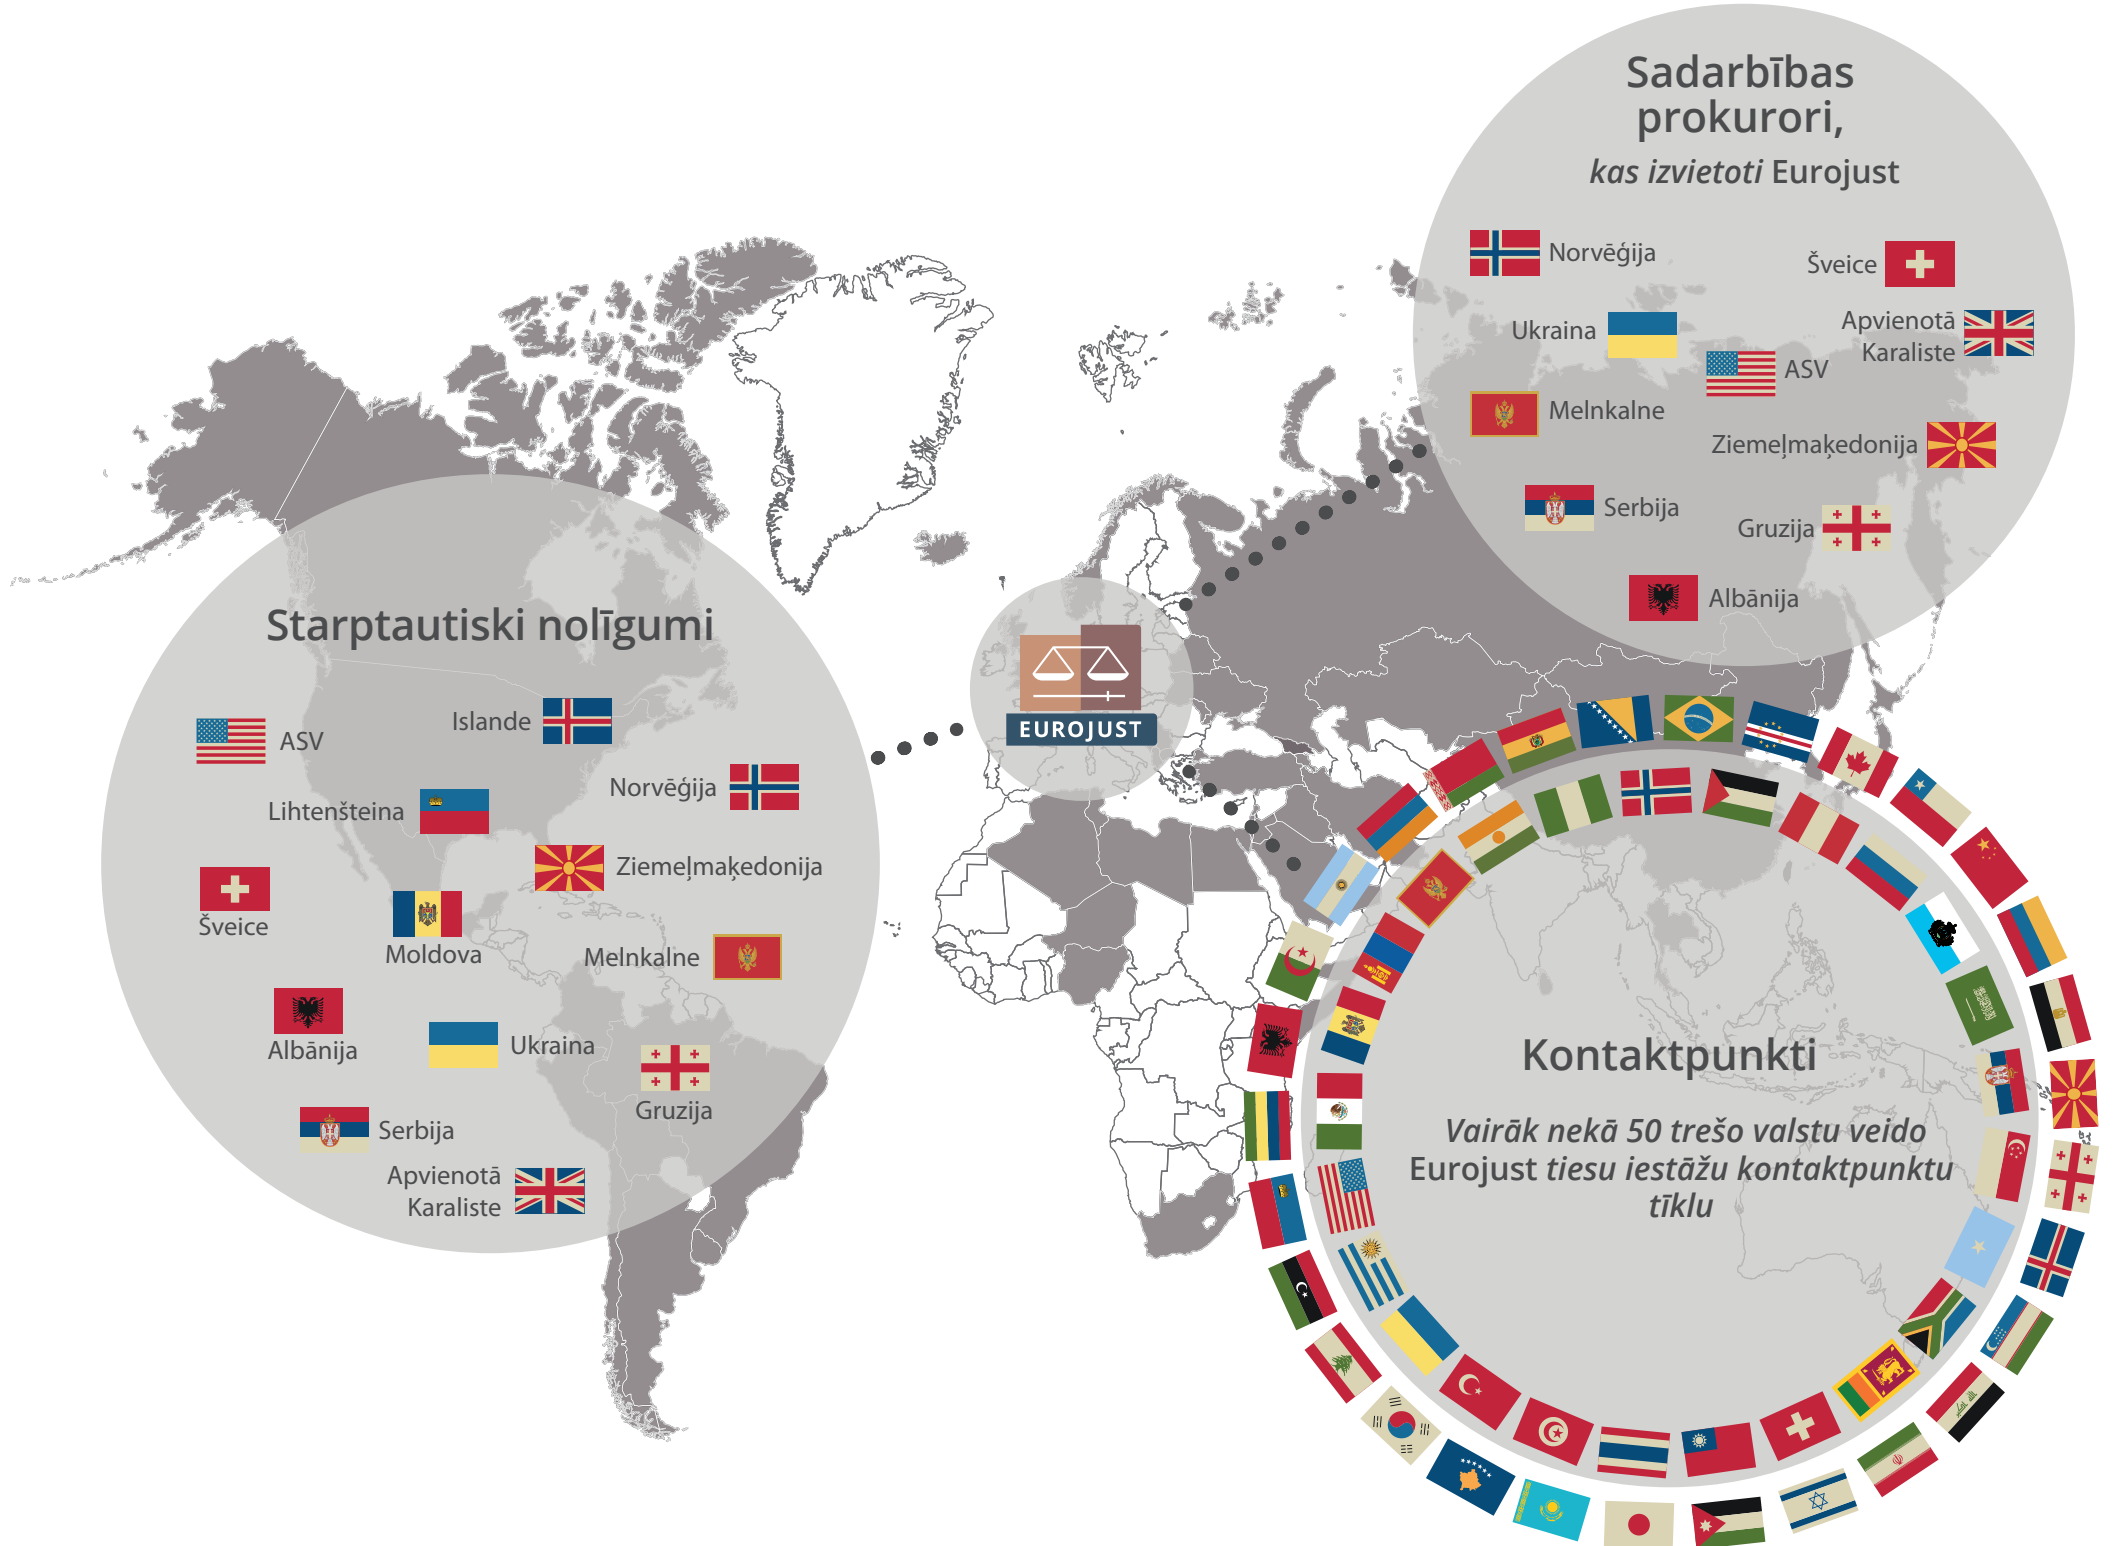 Sadarbības
prokurori,
kas izvietoti Eurojust
Norvēģija
Šveice
Ukraina
Apvienotā
Karaliste
ASV
Melnkalne
Ziemeļmaķedonija
Serbija
Gruzija
Albānija
Starptautiski nolīgumi
ASV
Islande
Norvēģija
Lihtenšteina
Ziemeļmaķedonija
Šveice
Moldova
Melnkalne
Albānija
Ukraina
Gruzija
Serbija
Apvienotā
Karaliste
EUROJUST
Kontaktpunkti
Vairāk nekā 50 trešo valstu veido
Eurojust tiesu iestāžu kontaktpunktu
tīklu